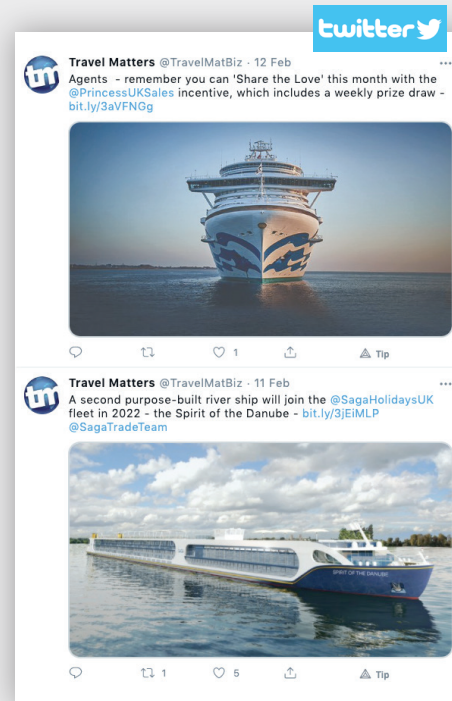 twitter
tm
Travel Matters @TravelMatBiz · 12 Feb
Agents - remember you can 'Share the Love' this month with the
@PrincessUKSales incentive, which includes a weekly prize draw -
bit.ly/3aVFNGg
1
Tip
tm
Travel Matters @TravelMatBiz · 11 Feb
A second purpose-built river ship will join the @SagaHolidaysUK
fleet in 2022 - the Spirit of the Danube - bit.ly/3jEiMLP
@SagaTradeTeam
SPIRIT OF THE DANUBE
1 5
Tip